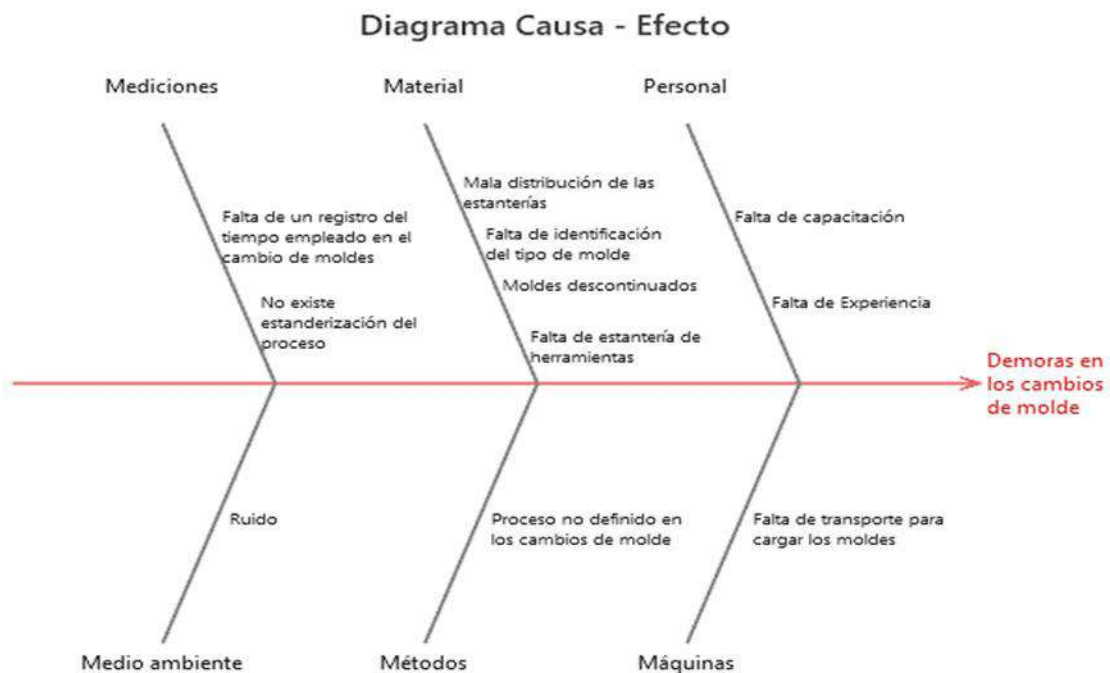 Diagrama Causa - Efecto
Mediciones
Material
Personal
Falta de un registro del
tiempo empleado en el
cambio de moldes
No existe
estanderización del
proceso
Mala distribución de las
estanterías
Falta de identificación
del tipo de molde
Moldes descontinuados
Falta de estantería de
herramientas
Falta de capacitación
Falta de Experiencia
Demoras en
los cambios
de molde
Ruido
Proceso no definido en
los cambios de molde
Falta de transporte para
cargar los moldes
Medio ambiente
Métodos
Máquinas